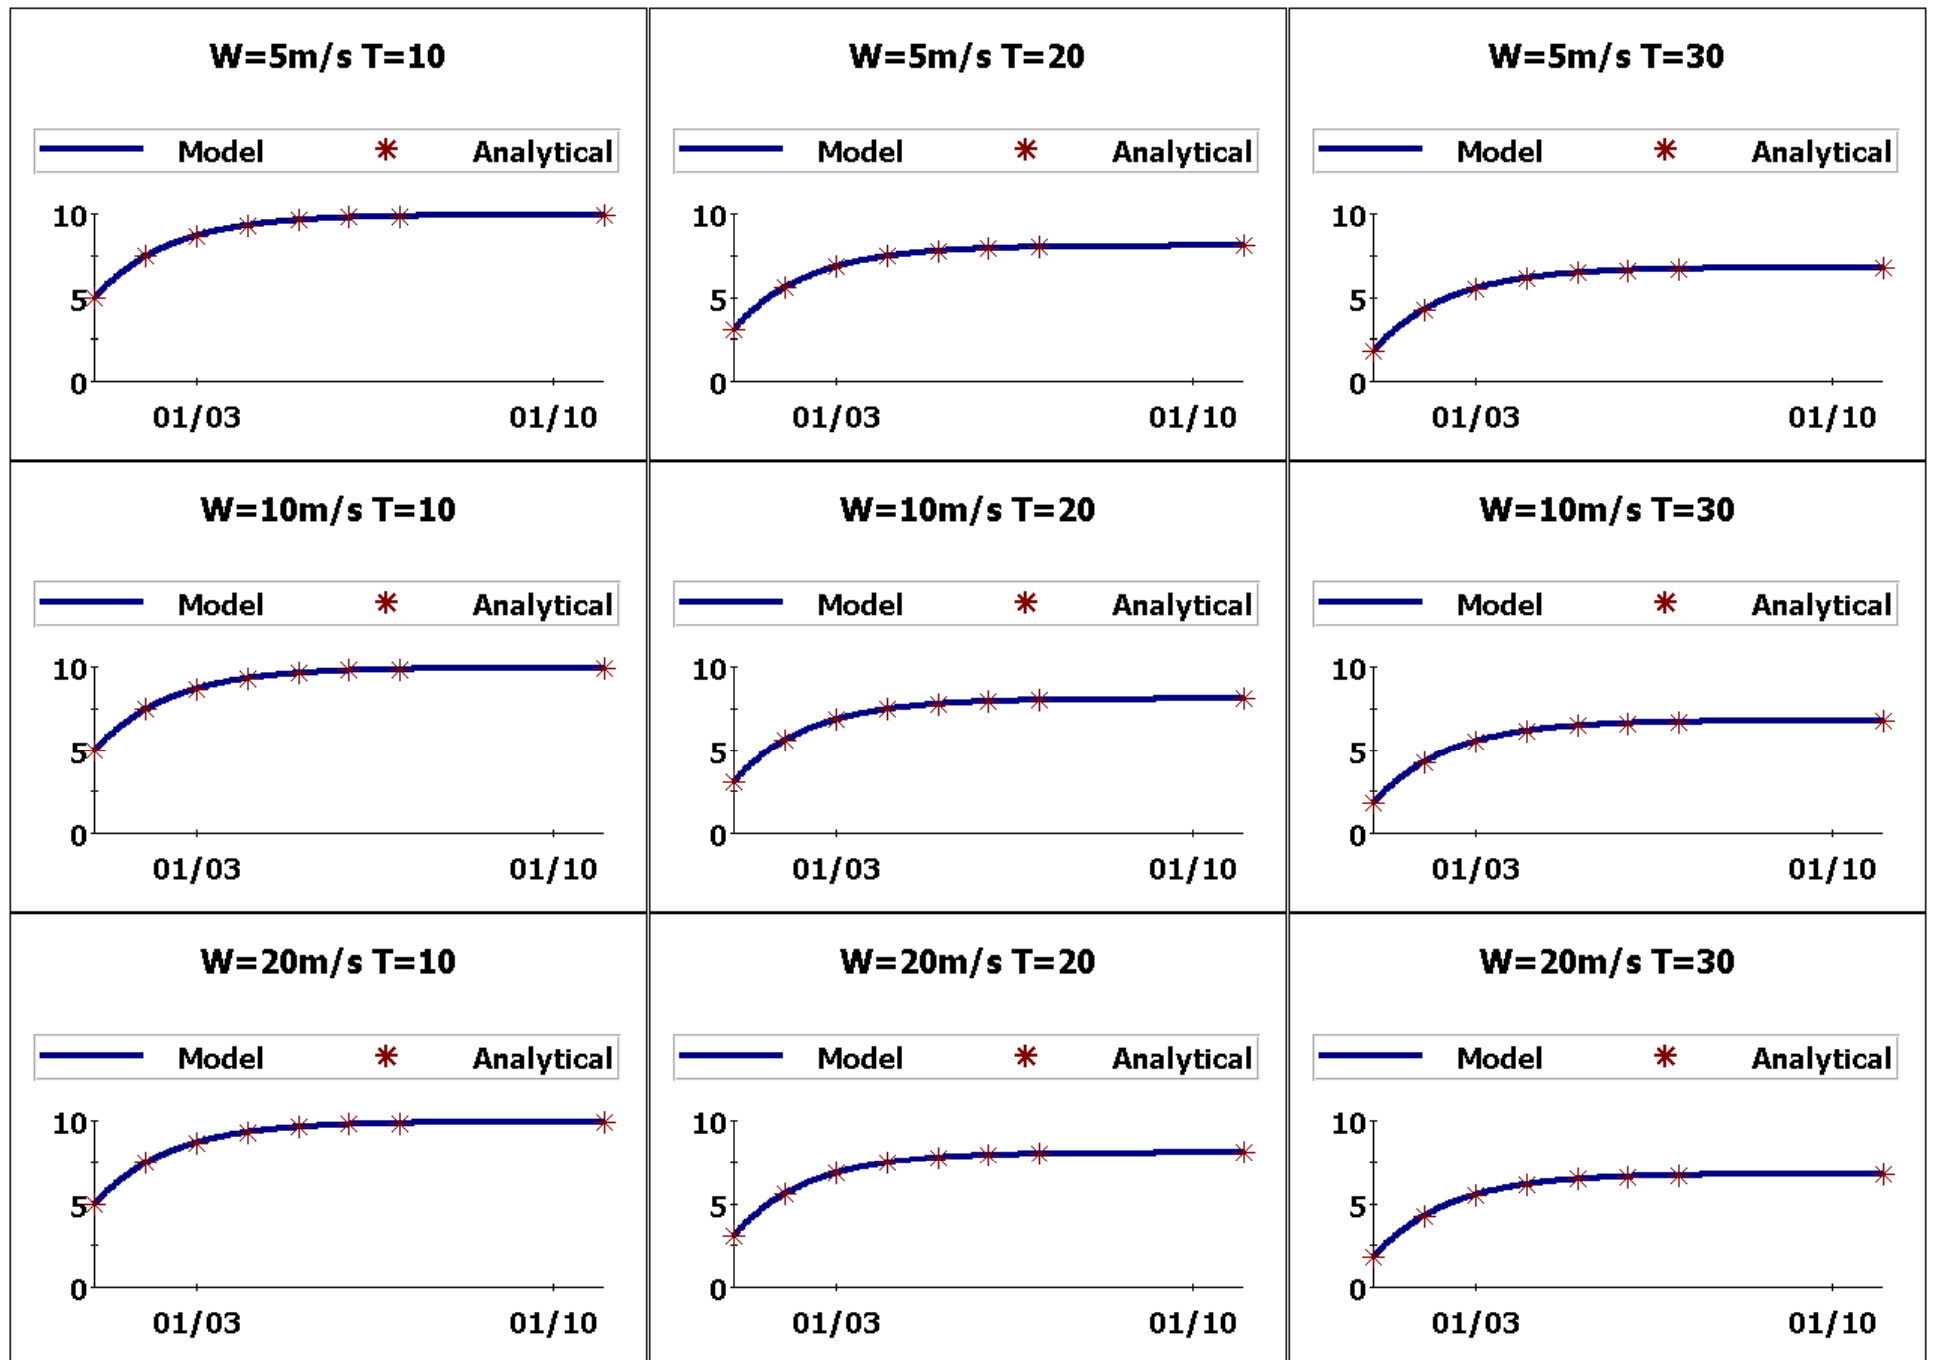 W=5m/s T=10
Model Analytical
10
5
0
01/03 01/10
W=5m/s T=20
Model Analytical
10
5
0
01/03 01/10
W=5m/s T=30
Model Analytical
10
5
0
01/03 01/10
W=10m/s T=10
Model Analytical
10
5
0
01/03 01/10
W=10m/s T=20
Model Analytical
10
5
0
01/03 01/10
W=10m/s T=30
Model Analytical
10
5
0
01/03 01/10
W=20m/s T=10
Model Analytical
10
5
0
01/03 01/10
W=20m/s T=20
Model Analytical
10
5
0
01/03 01/10
W=20m/s T=30
Model Analytical
10
5
0
01/03 01/10